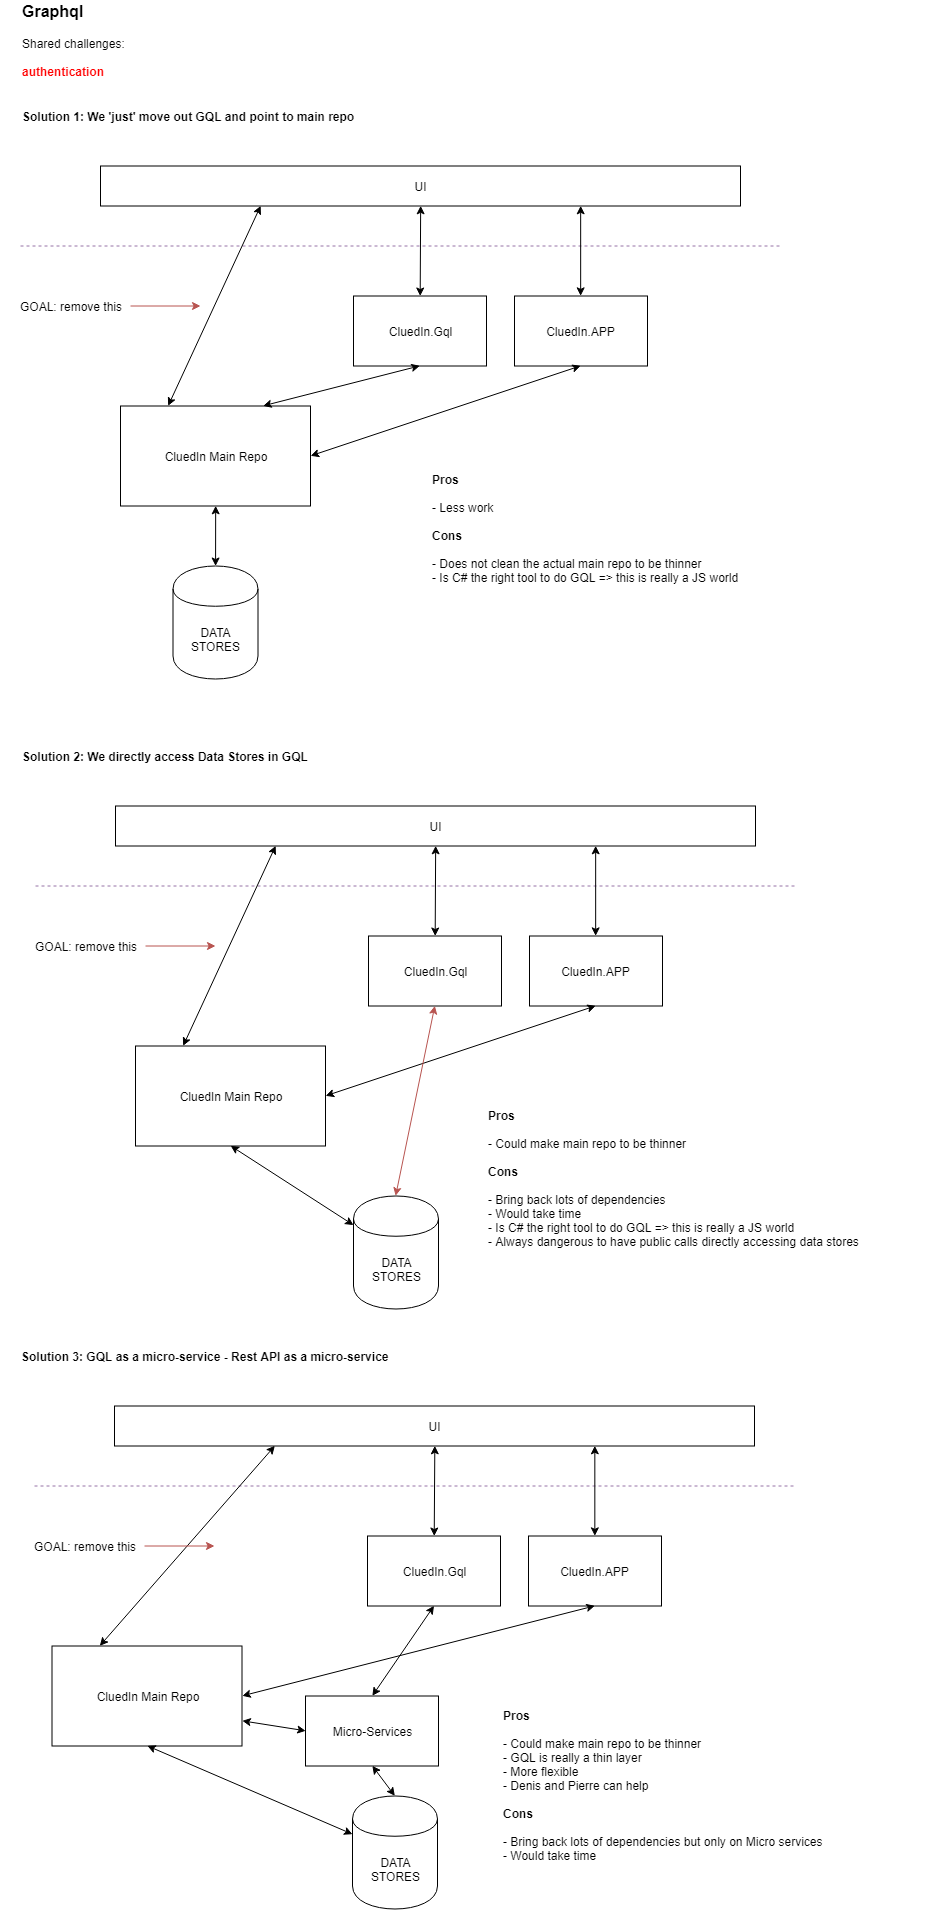 Graphql
Shared challenges:
authentication
Solution 1: We 'just' move out GQL and point to main repo
UI
GOAL: remove this
CluedIn.Gql
CluedIn.APP
CluedIn Main Repo
Pros
- Less work
Cons
- Does not clean the actual main repo to be thinner
- Is C# the right tool to do GQL => this is really a JS world
DATA
STORES
Solution 2: We directly access Data Stores in GQL
UI
GOAL: remove this
CluedIn.Gql
CluedIn.APP
CluedIn Main Repo
Pros
- Could make main repo to be thinner
Cons
- Bring back lots of dependencies
- Would take time
- Is C# the right tool to do GQL => this is really a JS world
- Always dangerous to have public calls directly accessing data stores
DATA
STORES
Solution 3: GQL as a micro-service - Rest API as a micro-service
UI
GOAL: remove this
CluedIn.Gql
CluedIn.APP
CluedIn Main Repo
Micro-Services
Pros
- Could make main repo to be thinner
- GQL is really a thin layer
- More flexible
- Denis and Pierre can help
Cons
- Bring back lots of dependencies but only on Micro services
- Would take time
DATA
STORES